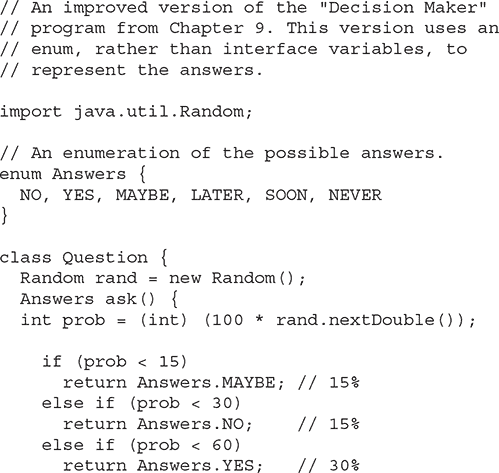 // An improved version of the "Decision Maker"
// program from Chapter 9. This version uses an
// enum, rather than interface variables, to
// represent the answers.

import java.util.Random;

// An enumeration of the possible answers.
enum Answers {
  NO, YES, MAYBE, LATER, SOON, NEVER
}

class Question {
  Random rand = new Random();
  Answers ask() {
  int prob = (int) (100 * rand.nextDouble());

    if (prob < 15)
      return Answers.MAYBE; // 15%
    else if (prob < 30)
      return Answers.NO;    // 15%
    else if (prob < 60)
      return Answers.YES;   // 30%